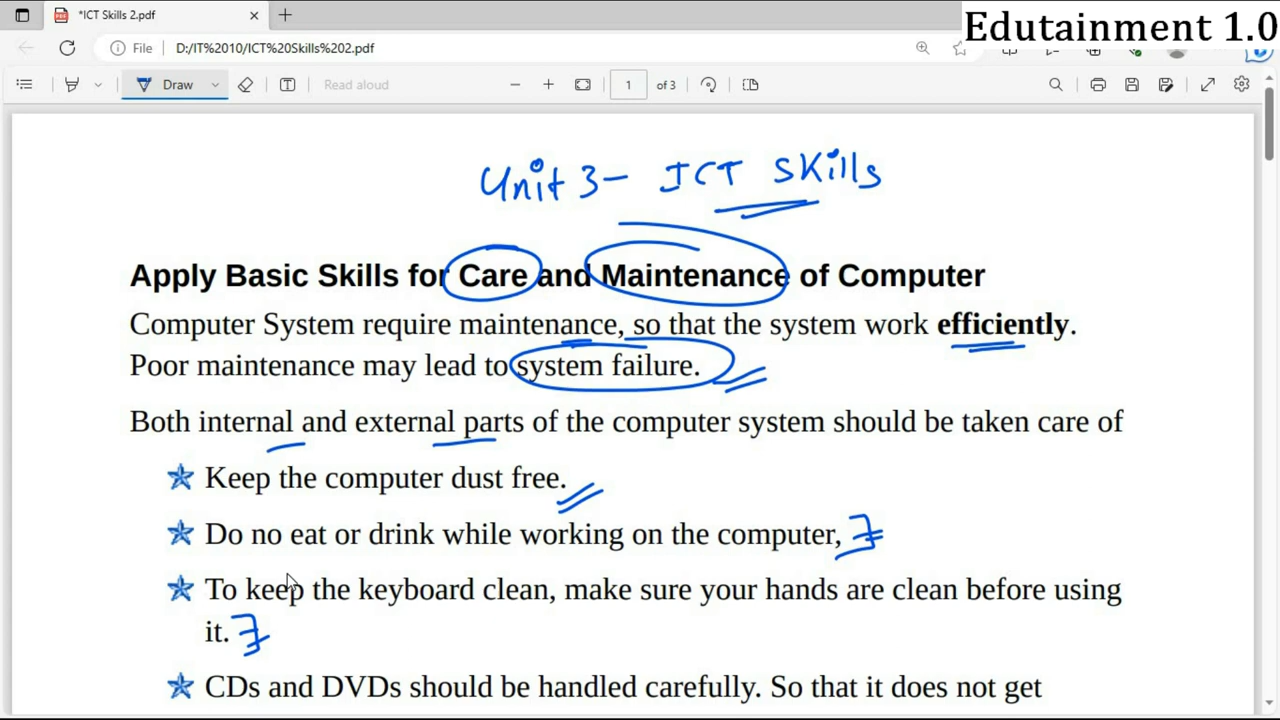 *ICT Skills 2.pdf
Edutainment 1.0
File D:/IT%2010/ICT%20Skills%202.pdf
Draw Read aloud 1 of 3
Unit 3- ICT Skills
Apply Basic Skills for Care and Maintenance of Computer
Computer System require maintenance, so that the system work efficiently.
Poor maintenance may lead to system failure.
Both internal and external parts of the computer system should be taken care of
Keep the computer dust free.
Do no eat or drink while working on the computer,
To keep the keyboard clean, make sure your hands are clean before using
it.
CDs and DVDs should be handled carefully. So that it does not get